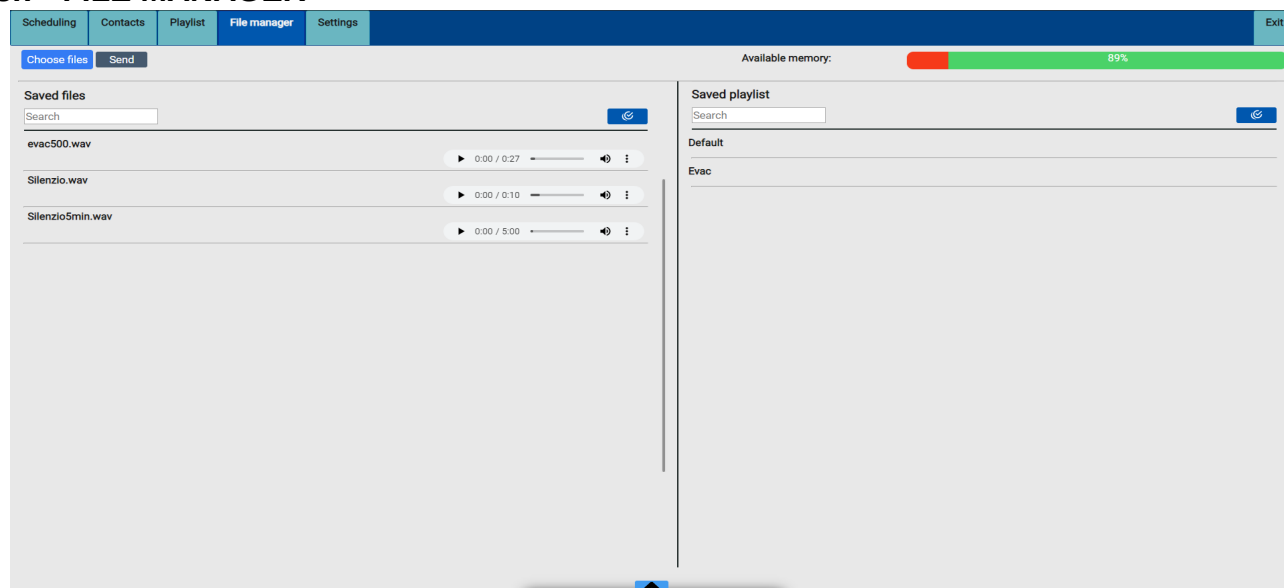 FILE MANAGER
Scheduling Contacts Playlist File manager Settings Exit
Choose files Send Available memory: 89%
Saved files
Search
evac500.wav
0:00 / 0:27
Silenzio.wav
0:00 / 0:10
Silenzio5min.wav
0:00 / 5:00
Saved playlist
Search
Default
Evac